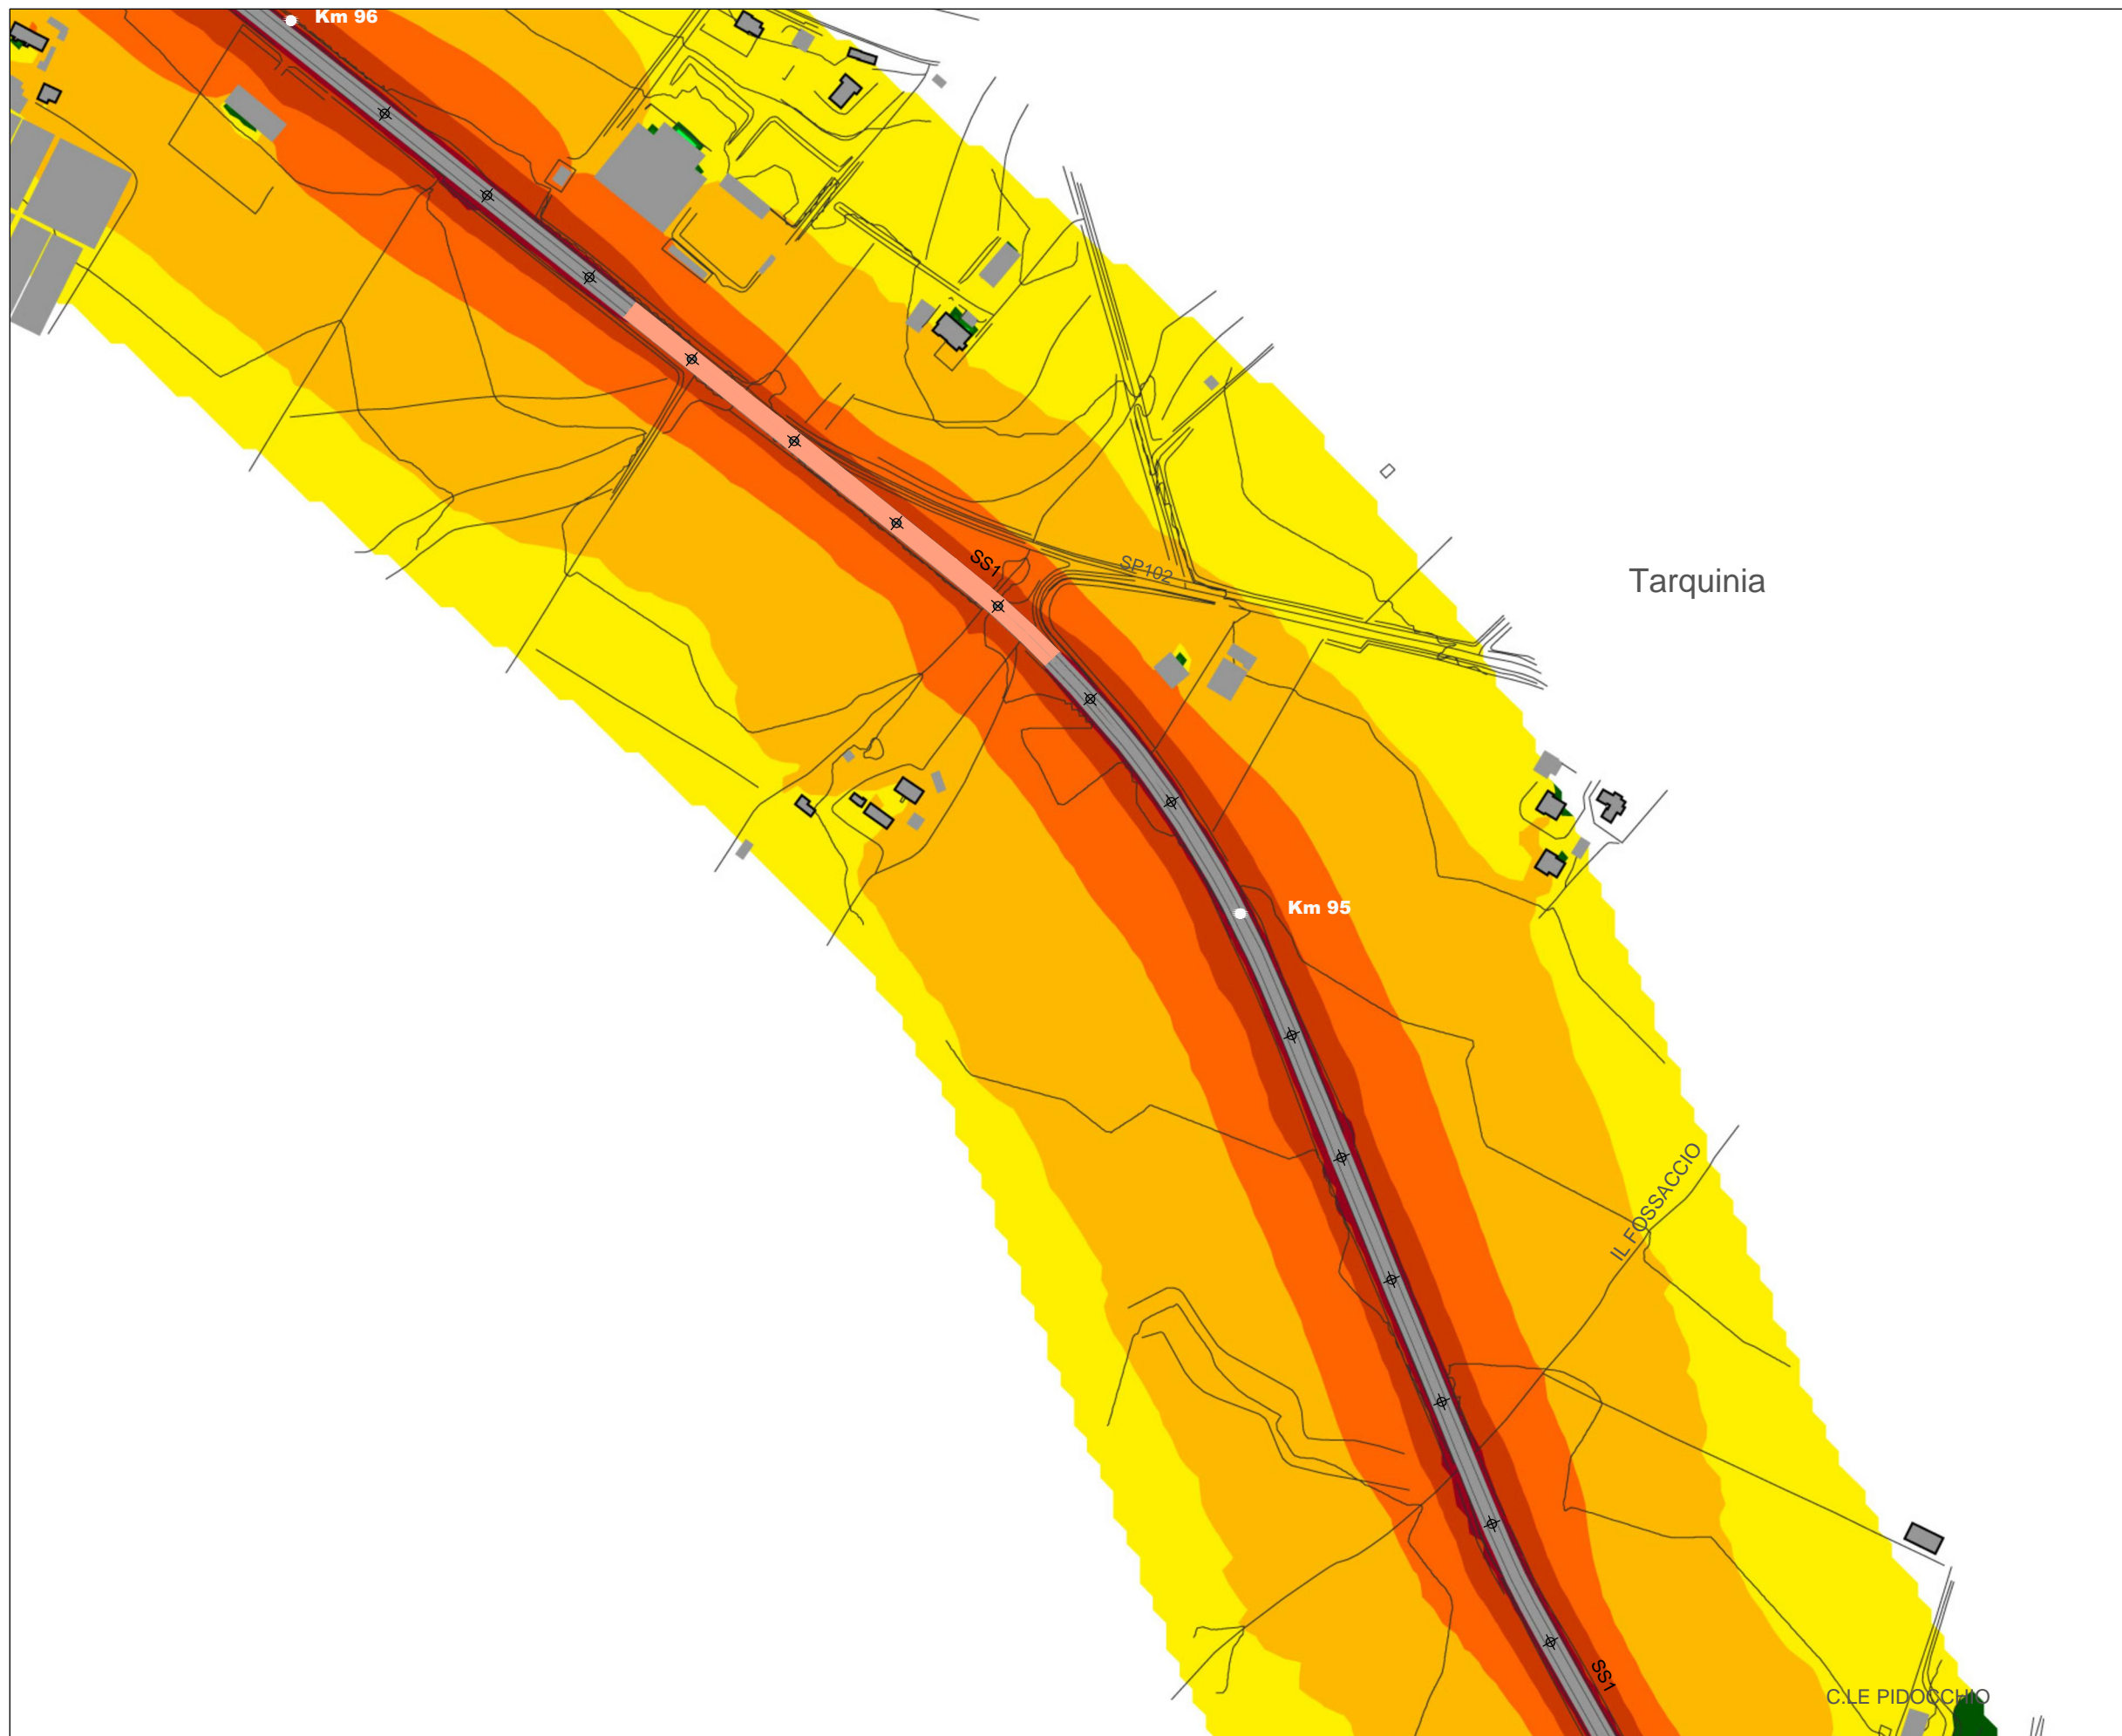 Km 96
SS1
SP102
Tarquinia
Km 95
IL FOSSACCIO
SS1
C.LE PIDOCCHIO